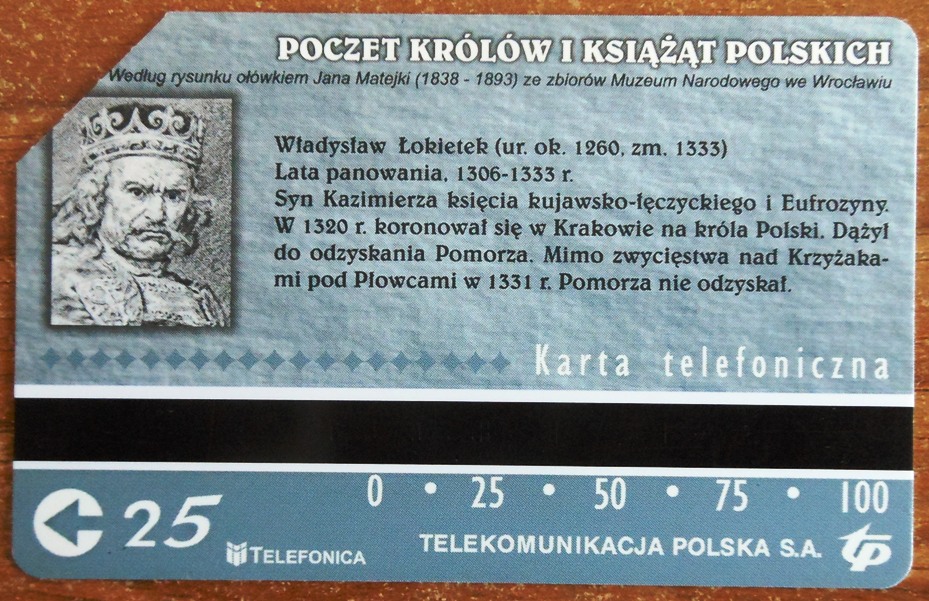 POCZET KRÓLÓW I KSIĄŻĄT POLSKICH
Według rysunku ołówkiem Jana Matejki (1838 - 1893) ze zbiorów Muzeum Narodowego we Wrocławiu
Władysław Łokietek (ur. ok. 1260, zm. 1333)
Lata panowania, 1306-1333 r.
Syn Kazimierza księcia kujawsko-łęczyckiego i Eufrozyny.
W 1320 r. koronował się w Krakowie na króla Polski. Dążył
do odzyskania Pomorza. Mimo zwycięstwa nad Krzyżaka-
mi pod Płowcami w 1331 r. Pomorza nie odzyskał.
Karta telefoniczna
0 • 25 • 50 • 75 • 100
25
TELEFONICA
TELEKOMUNIKACJA POLSKA S.A.
tp